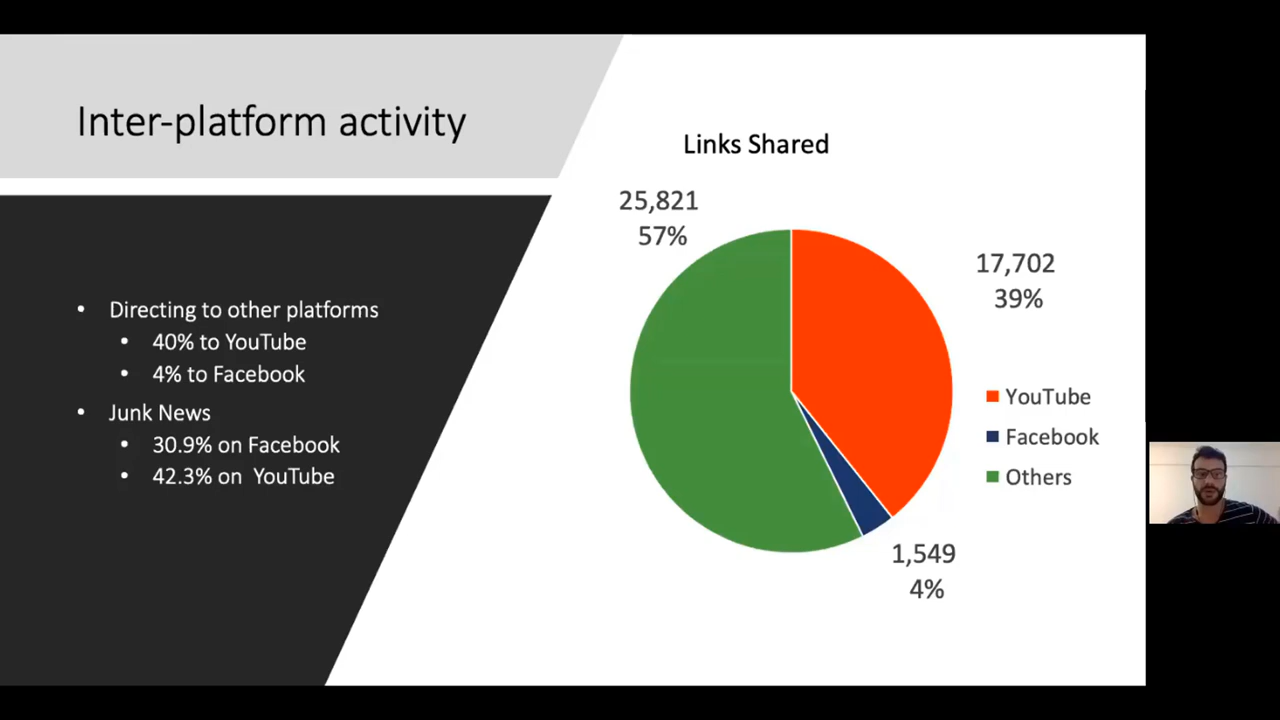 Inter-platform activity
Directing to other platforms
40% to YouTube
4% to Facebook
Junk News
30.9% on Facebook
42.3% on YouTube
Links Shared
25,821
57%
17,702
39%
YouTube
Facebook
Others
1,549
4%